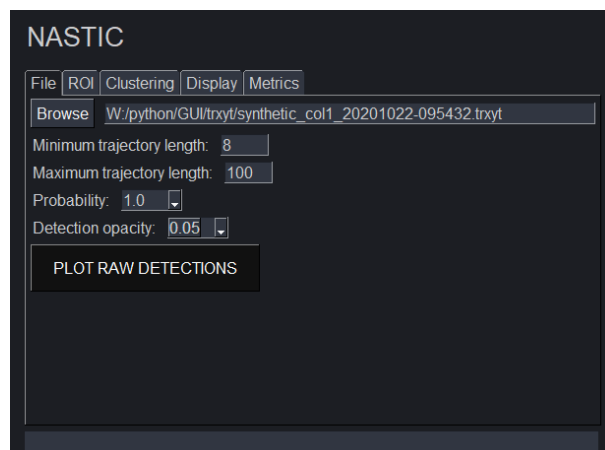 NASTIC
File ROI Clustering Display Metrics
Browse W:/python/GUI/trxyt/synthetic_col1_20201022-095432.trxyt
Minimum trajectory length: 8
Maximum trajectory length: 100
Probability: 1.0
Detection opacity: 0.05
PLOT RAW DETECTIONS